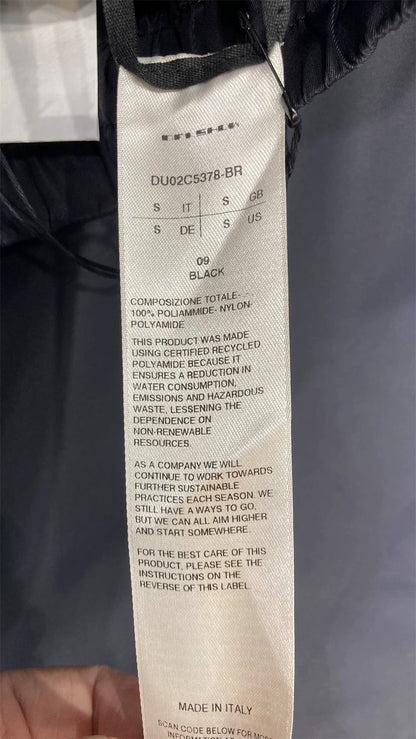 DRKSHDW
DU02C5378-BR
S IT S GB
S DE S US
09
BLACK
COMPOSIZIONE TOTALE-
100% POLIAMMIDE- NYLON-
POLYAMIDE
THIS PRODUCT WAS MADE
USING CERTIFIED RECYCLED
POLYAMIDE BECAUSE IT
ENSURES A REDUCTION IN
WATER CONSUMPTION,
EMISSIONS AND HAZARDOUS
WASTE, LESSENING THE
DEPENDENCE ON
NON-RENEWABLE
RESOURCES.
AS A COMPANY WE WILL
CONTINUE TO WORK TOWARDS
FURTHER SUSTAINABLE
PRACTICES EACH SEASON. WE
STILL HAVE A WAYS TO GO,
BUT WE CAN ALL AIM HIGHER
AND START SOMEWHERE.
FOR THE BEST CARE OF THIS
PRODUCT, PLEASE SEE THE
INSTRUCTIONS ON THE
REVERSE OF THIS LABEL.
MADE IN ITALY
SCAN CODE BELOW FOR MORE